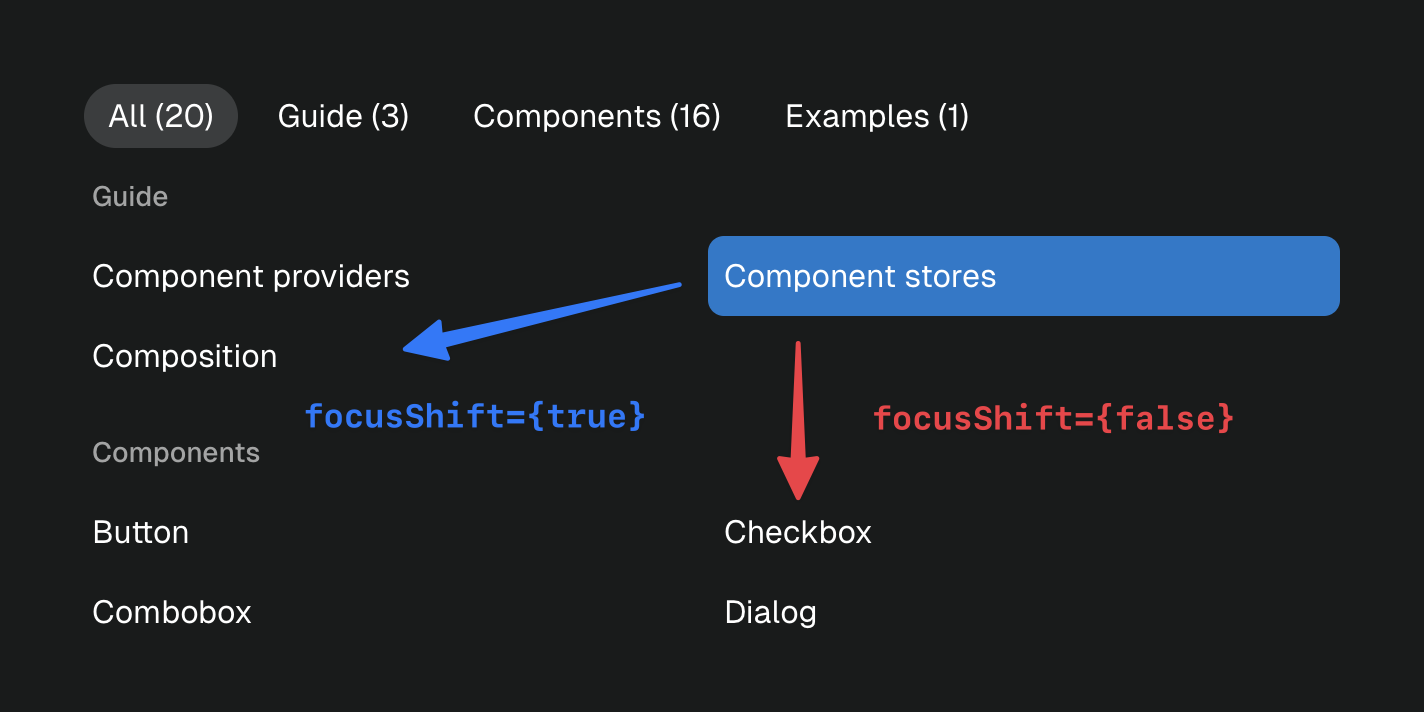 All (20) Guide (3) Components (16) Examples (1)
Guide
Component providers Component stores
Composition
focusShift={true} focusShift={false}
Components
Button Checkbox
Combobox Dialog